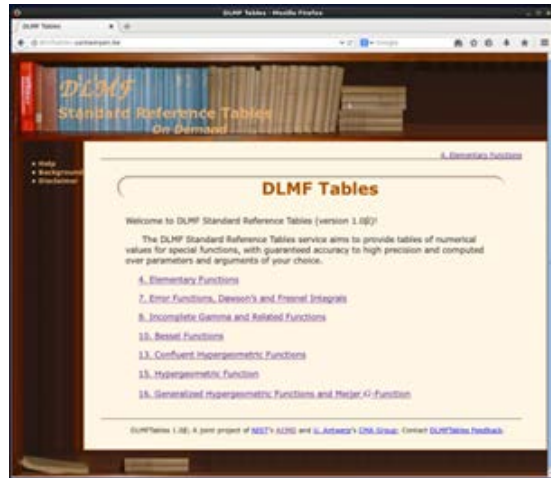 DLMF Tables - Mozilla Firefox
DLMF Tables
uantwerpen.be
Google
DLMF
Standard Reference Tables
On Demand
4. Elementary Functions
• Help
• Background
• Disclaimer
DLMF Tables
Welcome to DLMF Standard Reference Tables (version 1.0β)!
The DLMF Standard Reference Tables service aims to provide tables of numerical
values for special functions, with guaranteed accuracy to high precision and computed
over parameters and arguments of your choice.
4. Elementary Functions
7. Error Functions, Dawson's and Fresnel Integrals
8. Incomplete Gamma and Related Functions
10. Bessel Functions
13. Confluent Hypergeometric Functions
15. Hypergeometric Function
16. Generalized Hypergeometric Functions and Meijer G-Function
DLMFTables 1.0β; A joint project of NIST's ACMD and U. Antwerp's CMA Group; Contact DLMFTables Feedback.